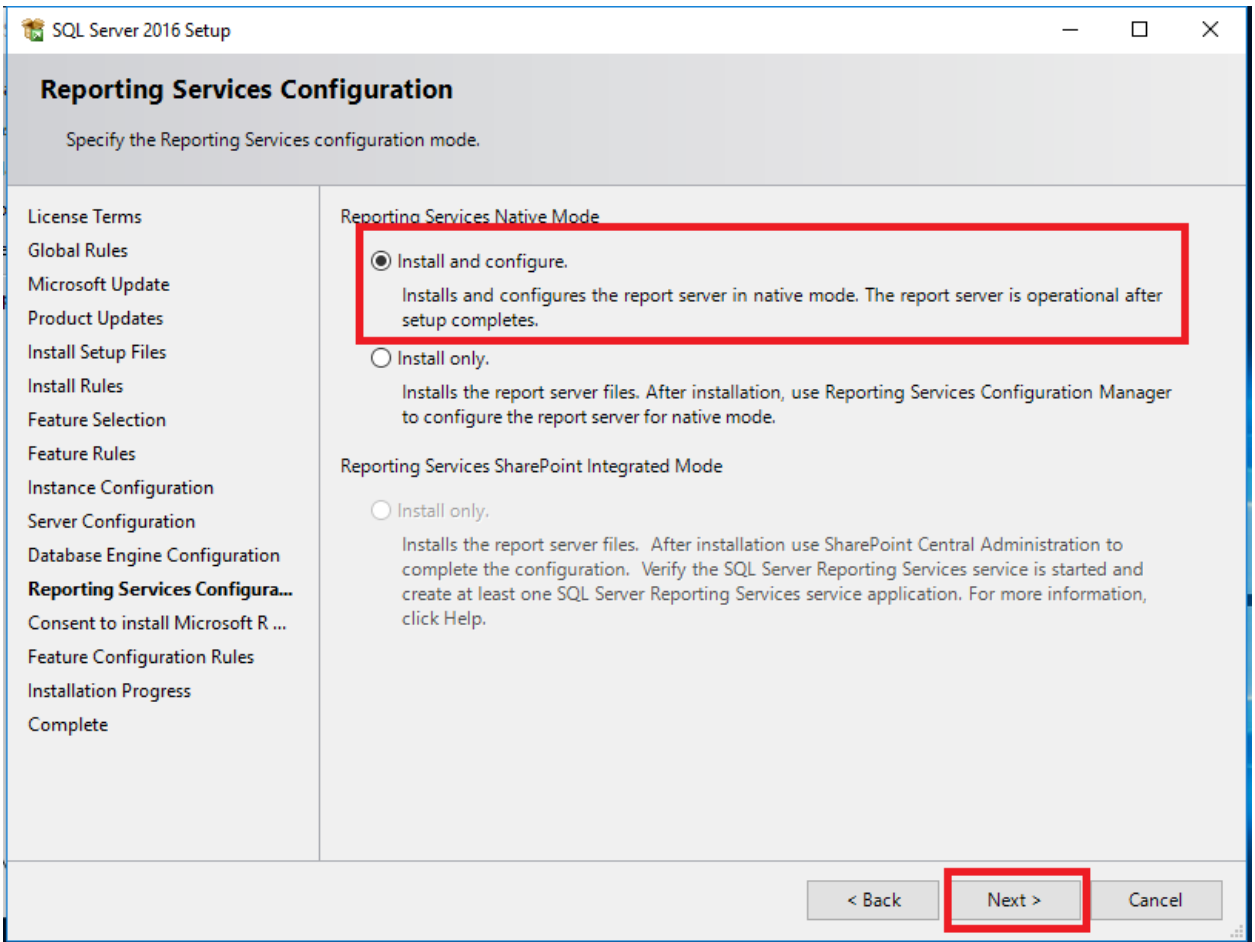 SQL Server 2016 Setup
Reporting Services Configuration
Specify the Reporting Services configuration mode.
License Terms
Global Rules
Microsoft Update
Product Updates
Install Setup Files
Install Rules
Feature Selection
Feature Rules
Instance Configuration
Server Configuration
Database Engine Configuration
Reporting Services Configura...
Consent to install Microsoft R ...
Feature Configuration Rules
Installation Progress
Complete
Reporting Services Native Mode
Install and configure.
Installs and configures the report server in native mode. The report server is operational after
setup completes.
Install only.
Installs the report server files. After installation, use Reporting Services Configuration Manager
to configure the report server for native mode.
Reporting Services SharePoint Integrated Mode
Install only.
Installs the report server files.  After installation use SharePoint Central Administration to
complete the configuration.  Verify the SQL Server Reporting Services service is started and
create at least one SQL Server Reporting Services service application. For more information,
click Help.
< Back
Next >
Cancel